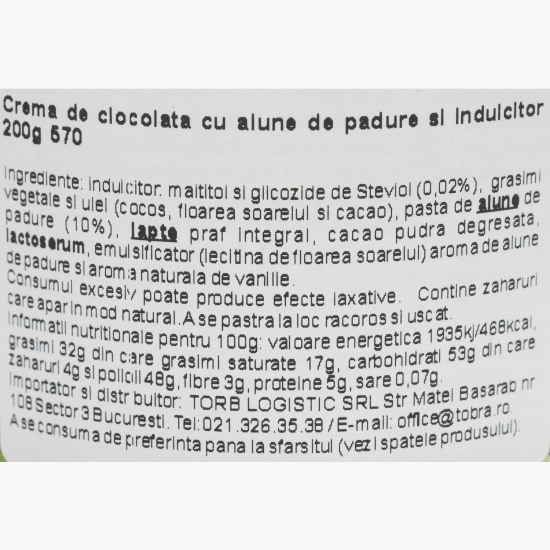 Crema de ciocolata cu alune de padure si indulcitor
200g 570
Ingrediente: indulcitor: maltitol si glicozide de Steviol (0,02%), grasimi
vegetale si ulei (cocos, floarea soarelui si cacao), pasta de alune de
padure (10%), lapte praf integral, cacao pudra degresata,
lactoserum, emulsificator (lecitina de floarea soarelui) aroma de alune
de padure si aroma naturala de vanilie.
Consumul excesiv poate produce efecte laxative. Contine zaharuri
care apar in mod natural. A se pastra la loc racoros si uscat.
Informatii nutritionale pentru 100g: valoare energetica 1935kj/468kcal,
grasimi 32g din care grasimi saturate 17g, carbohidrati 53g din care
zaharuri 4g si polioli 48g, fibre 3g, proteine 5g, sare 0,07g.
Importator si distribuitor: TORB LOGISTIC SRL Str Matei Basarab nr
108 Sector 3 Bucuresti. Tel: 021.326.35.38 / E-mail: office@tobra.ro.
A se consuma de preferinta pana la sfarsitul (vezi spatele produsului):